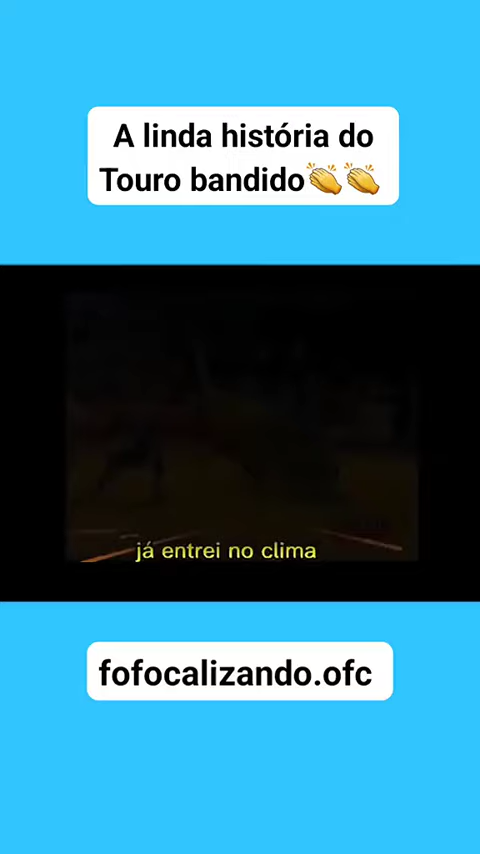 A linda história do
Touro bandido👏👏
já entrei no clima
fofocalizando.ofc